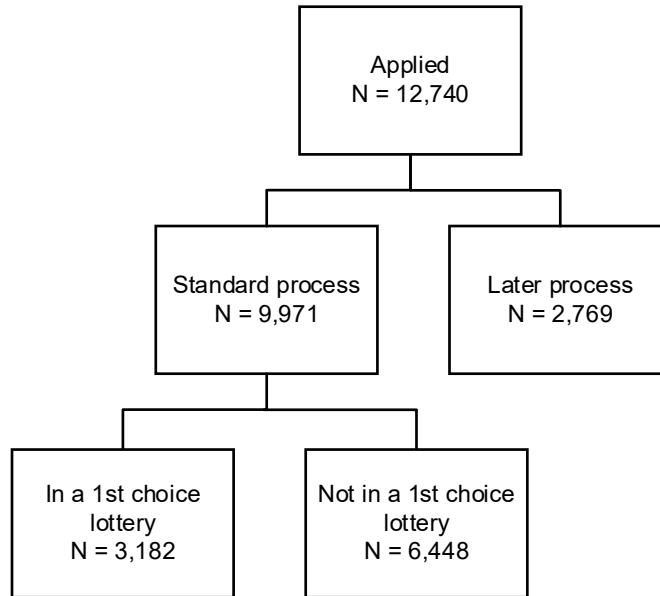 Applied
N = 12,740
Standard process
N = 9,971
Later process
N = 2,769
In a 1st choice
lottery
N = 3,182
Not in a 1st choice
lottery
N = 6,448